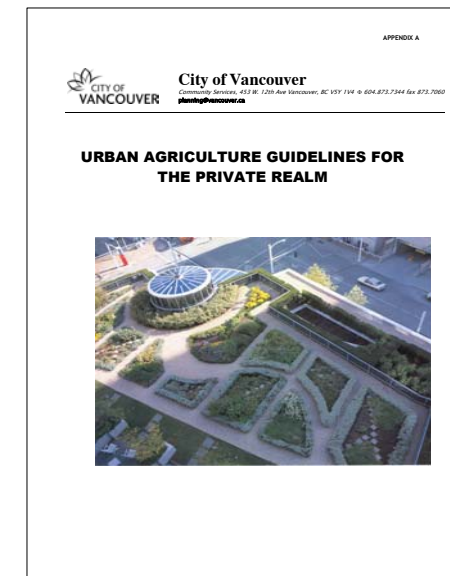 APPENDIX A
CITY OF
VANCOUVER
City of Vancouver
Community Services, 453 W. 12th Ave Vancouver, BC V5Y 1V4 604.873.7344 fax 873.7060
planning@vancouver.ca
URBAN AGRICULTURE GUIDELINES FOR
THE PRIVATE REALM